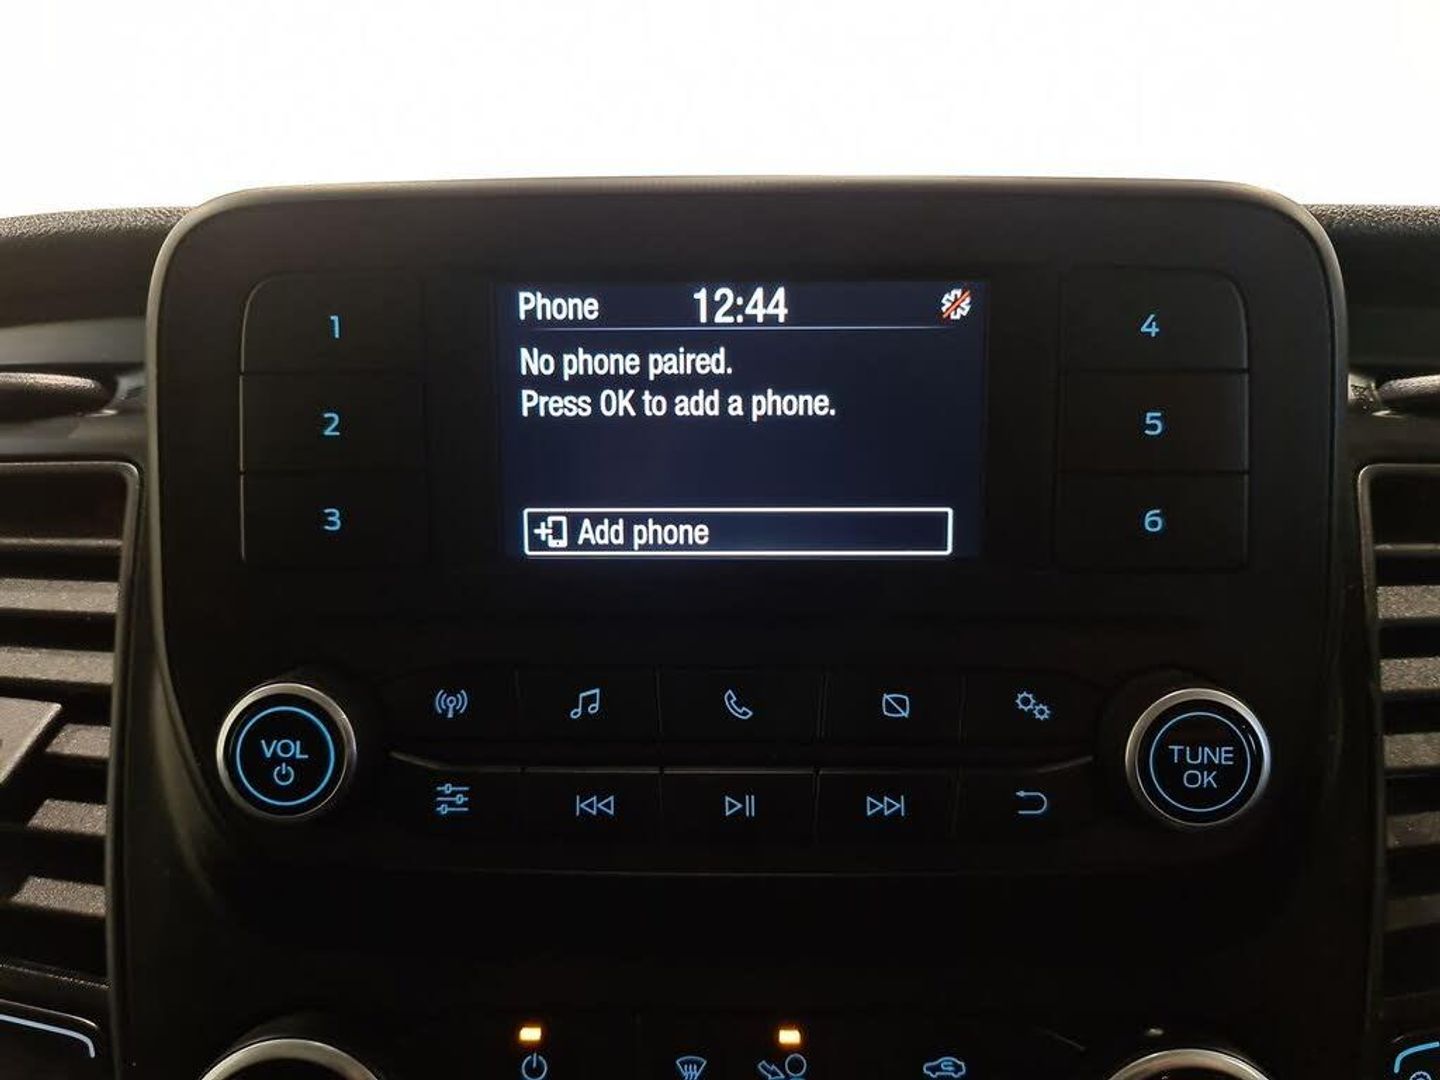 Phone 12:44
No phone paired.
Press OK to add a phone.
Add phone
1
2
3
4
5
6
VOL
TUNE
OK